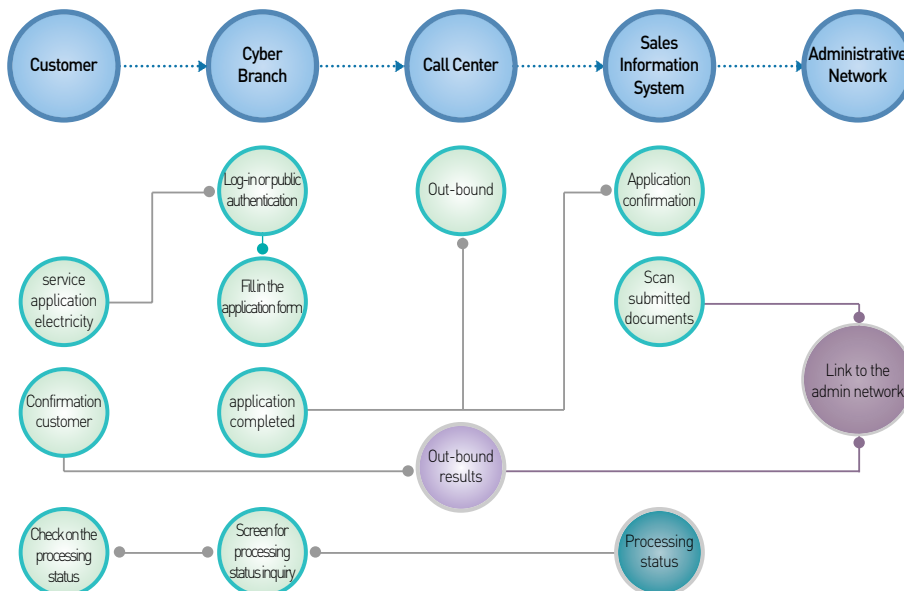 Customer
Cyber
Branch
Call Center
Sales
Information
System
Administrative
Network
Log-in or public
authentication
Out-bound
Application
confirmation
service
application
electricity
Fill in the
application form
Scan
submitted
documents
Link to the
admin network
Confirmation
customer
application
completed
Out-bound
results
Check on the
processing
status
Screen for
processing
status inquiry
Processing
status